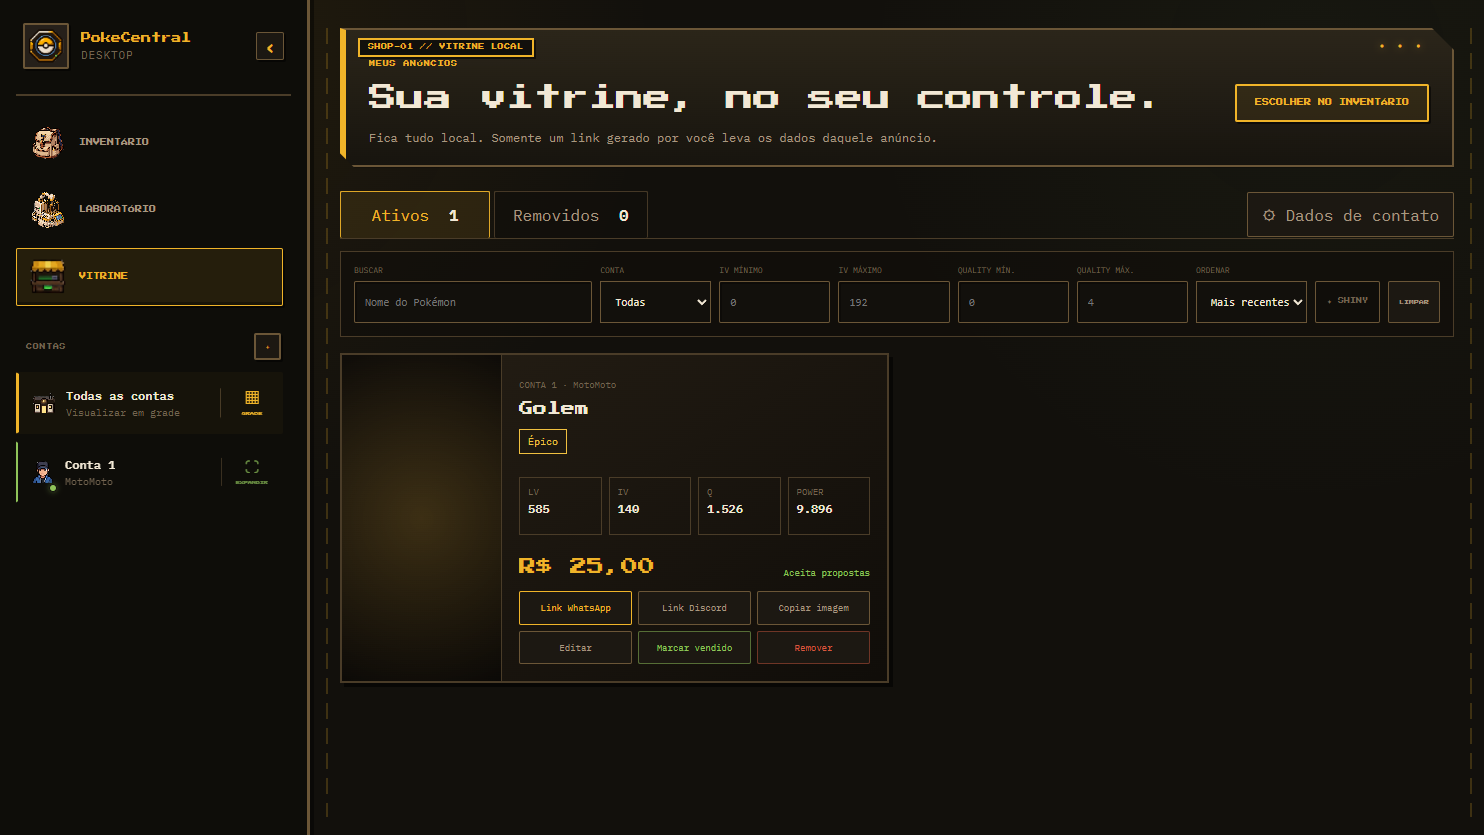 PokeCentral
DESKTOP
‹
INVENTÁRIO
LABORATÓRIO
VITRINE
CONTAS
+
Todas as contas
Visualizar em grade
GRADE
Conta 1
MotoMoto
EXPANDIR
SHOP-01 // VITRINE LOCAL
MEUS ANÚNCIOS
Sua vitrine, no seu controle.
Fica tudo local. Somente um link gerado por você leva os dados daquele anúncio.
ESCOLHER NO INVENTÁRIO
Ativos 1
Removidos 0
⚙ Dados de contato
BUSCAR
CONTA
IV MÍNIMO
IV MÁXIMO
QUALITY MÍN.
QUALITY MÁX.
ORDENAR
Nome do Pokémon
Todas
0
192
0
4
Mais recentes
✦ SHINY
LIMPAR
CONTA 1 · MotoMoto
Golem
Épico
LV
585
IV
140
Q
1.526
POWER
9.896
R$ 25,00
Aceita propostas
Link WhatsApp
Link Discord
Copiar imagem
Editar
Marcar vendido
Remover